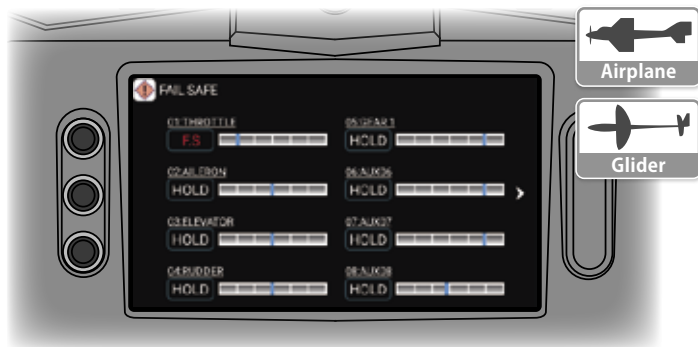 FAIL SAFE
01:THROTTLE
F.S
02:AILERON
HOLD
03:ELEVATOR
HOLD
04:RUDDER
HOLD
05:GEAR 1
HOLD
06:AUX06
HOLD
07:AUX07
HOLD
08:AUX08
HOLD
Airplane
Glider